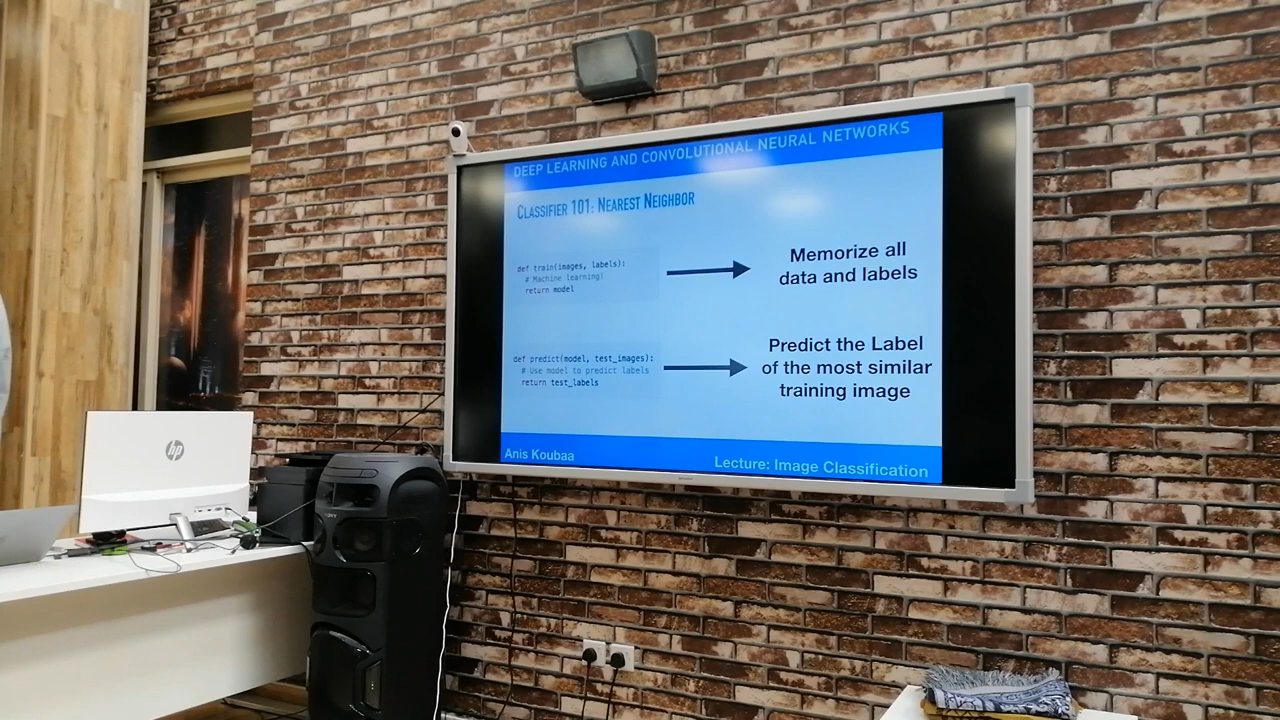 DEEP LEARNING AND CONVOLUTIONAL NEURAL NETWORKS
CLASSIFIER 101: NEAREST NEIGHBOR
def train(images, labels):
# Machine learning!
return model
Memorize all
data and labels
def predict(model, test_images):
# Use model to predict labels
return test_labels
Predict the Label
of the most similar
training image
Anis Koubaa
Lecture: Image Classification
hp
SONY